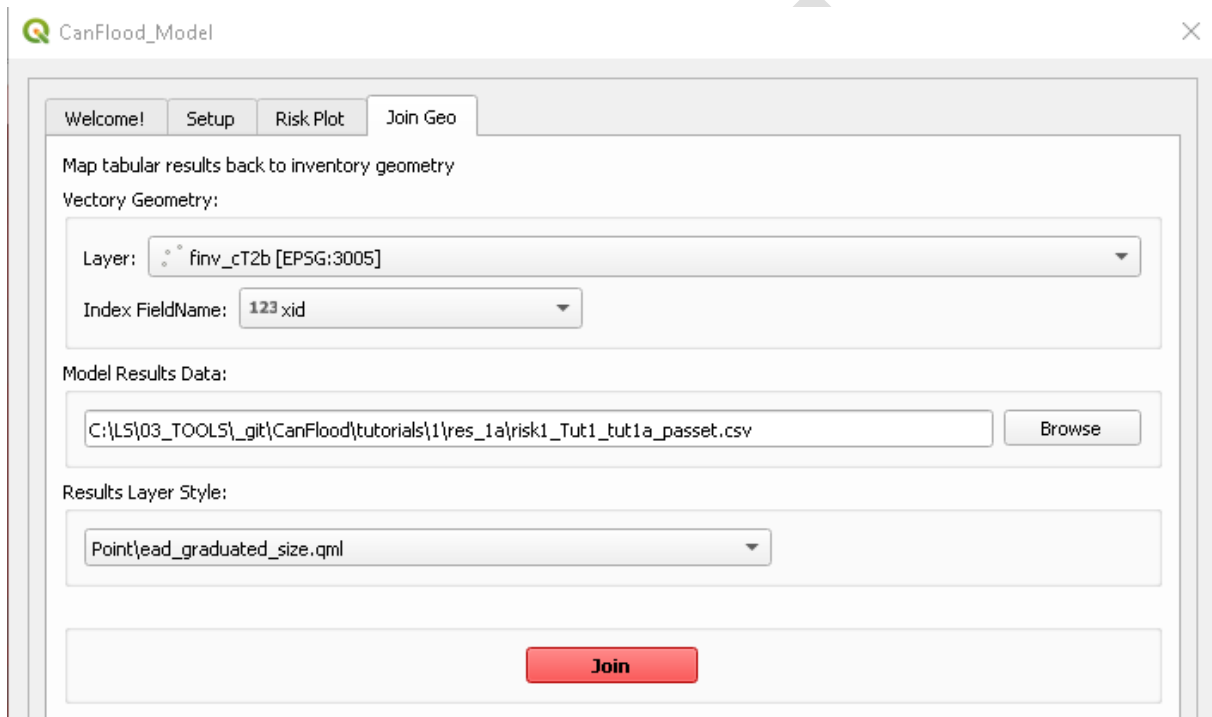 CanFlood_Model
Welcome! Setup Risk Plot Join Geo
Map tabular results back to inventory geometry
Vectory Geometry:
Layer: finv_cT2b [EPSG:3005]
Index FieldName: 123 xid
Model Results Data:
C:\LS\03_TOOLS\_git\CanFlood\tutorials\1\res_1a\risk1_Tut1_tut1a_passet.csv Browse
Results Layer Style:
Point\ead_graduated_size.qml
Join